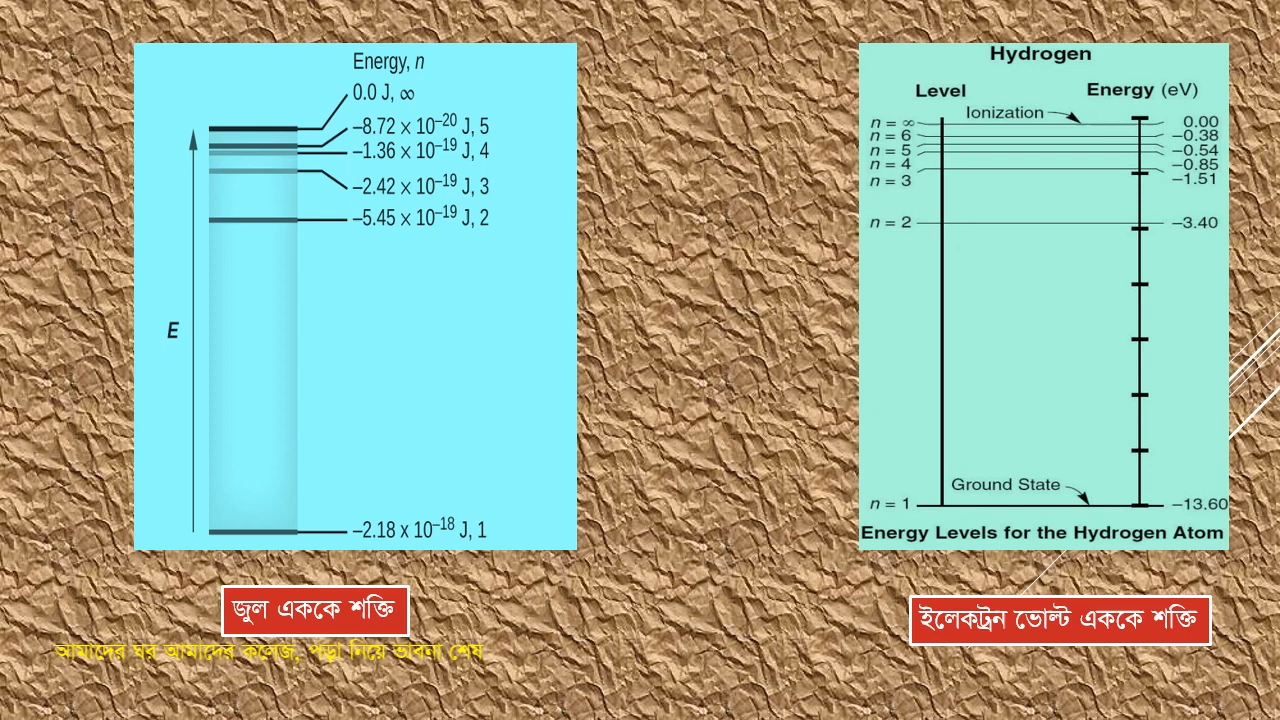 Energy, n
0.0 J, ∞
–8.72 × 10⁻²⁰ J, 5
–1.36 × 10⁻¹⁹ J, 4
–2.42 × 10⁻¹⁹ J, 3
–5.45 × 10⁻¹⁹ J, 2
E
–2.18 x 10⁻¹⁸ J, 1
জুল এককে শক্তি
আমাদের ঘর আমাদের কলেজ, পড়া নিয়ে ভাবনা শেষ
Hydrogen
Level Energy (eV)
Ionization
n = ∞ 0.00
n = 6 –0.38
n = 5 –0.54
n = 4 –0.85
n = 3 –1.51
n = 2 –3.40
Ground State
n = 1 –13.60
Energy Levels for the Hydrogen Atom
ইলেকট্রন ভোল্ট এককে শক্তি